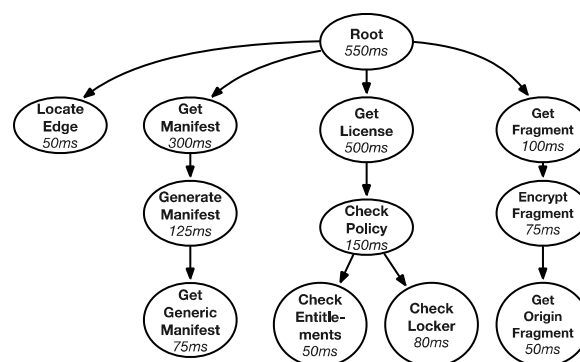 Root
550ms
Locate
Edge
50ms
Get
Manifest
300ms
Get
License
500ms
Get
Fragment
100ms
Generate
Manifest
125ms
Check
Policy
150ms
Encrypt
Fragment
75ms
Get
Generic
Manifest
75ms
Check
Entitle-
ments
50ms
Check
Locker
80ms
Get
Origin
Fragment
50ms